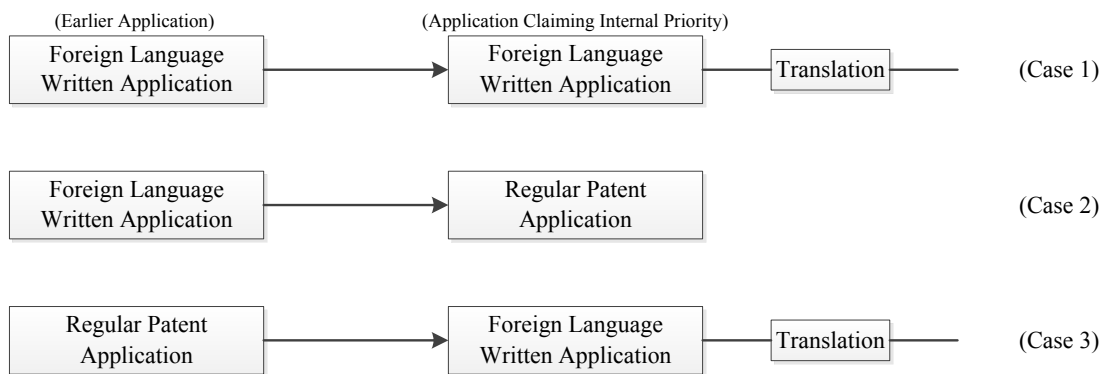 (Earlier Application)
(Application Claiming Internal Priority)
Foreign Language
Written Application
Foreign Language
Written Application
Translation
(Case 1)
Foreign Language
Written Application
Regular Patent
Application
(Case 2)
Regular Patent
Application
Foreign Language
Written Application
Translation
(Case 3)